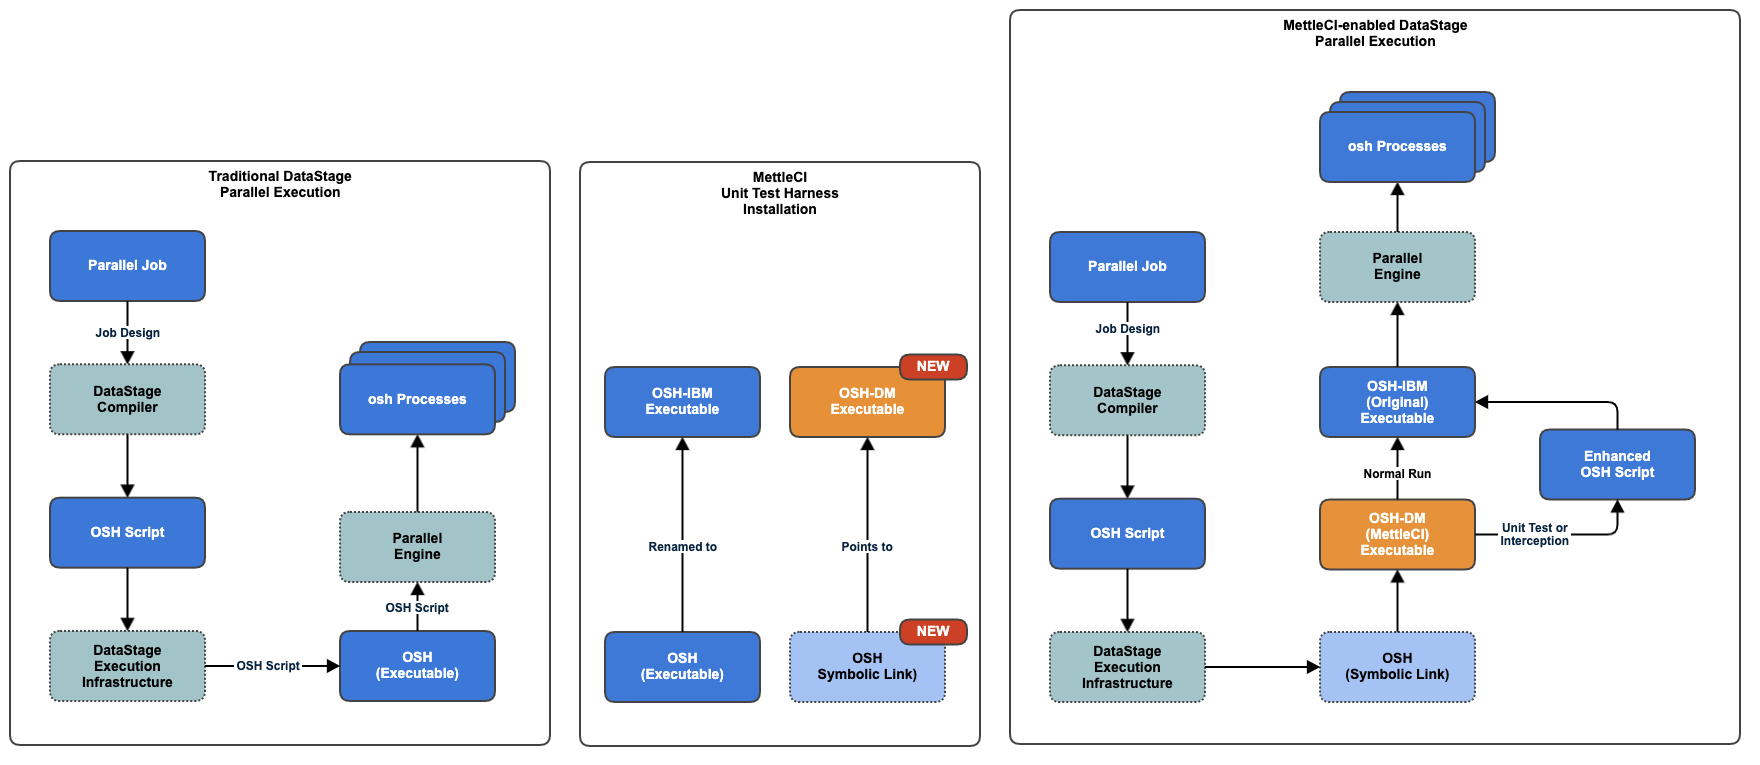 Traditional DataStage
Parallel Execution
Parallel Job
Job Design
DataStage
Compiler
OSH Script
DataStage
Execution
Infrastructure
OSH Script
OSH
(Executable)
OSH Script
Parallel
Engine
osh Processes
MettleCI
Unit Test Harness
Installation
OSH-IBM
Executable
Renamed to
OSH
(Executable)
NEW
OSH-DM
Executable
Points to
NEW
OSH
Symbolic Link)
MettleCI-enabled DataStage
Parallel Execution
Parallel Job
Job Design
DataStage
Compiler
OSH Script
DataStage
Execution
Infrastructure
OSH
(Symbolic Link)
OSH-DM
(MettleCI)
Executable
Unit Test or
Interception
Enhanced
OSH Script
Normal Run
OSH-IBM
(Original)
Executable
Parallel
Engine
osh Processes